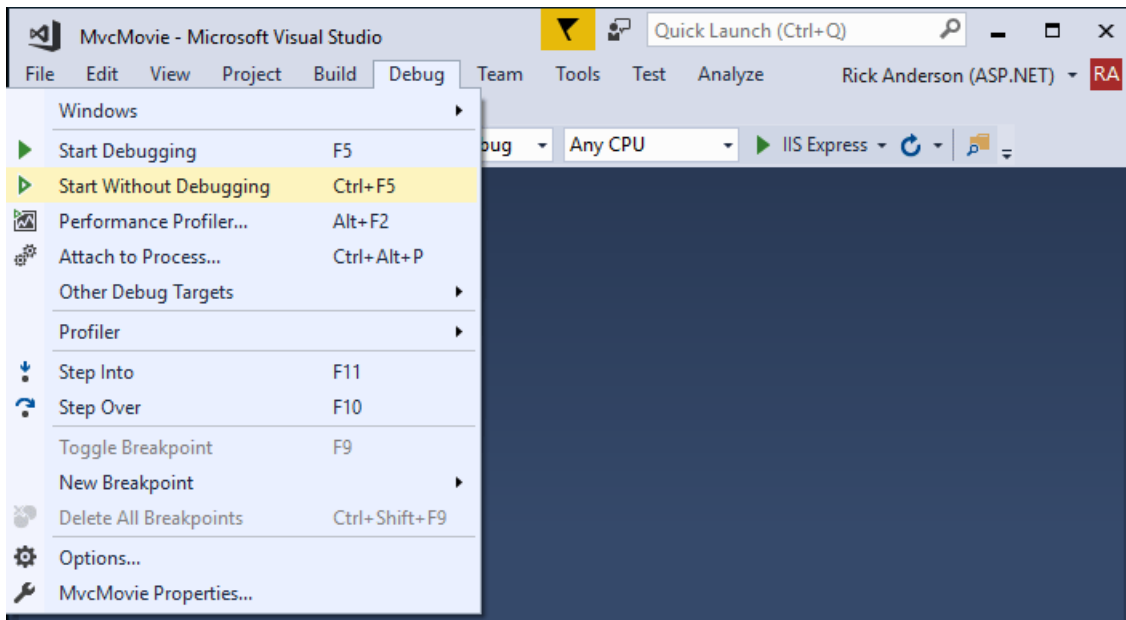 MvcMovie - Microsoft Visual Studio
Quick Launch (Ctrl+Q)
File Edit View Project Build Debug Team Tools Test Analyze Rick Anderson (ASP.NET) RA
Windows
bug Any CPU IIS Express
Start Debugging F5
Start Without Debugging Ctrl+F5
Performance Profiler... Alt+F2
Attach to Process... Ctrl+Alt+P
Other Debug Targets
Profiler
Step Into F11
Step Over F10
Toggle Breakpoint F9
New Breakpoint
Delete All Breakpoints Ctrl+Shift+F9
Options...
MvcMovie Properties...